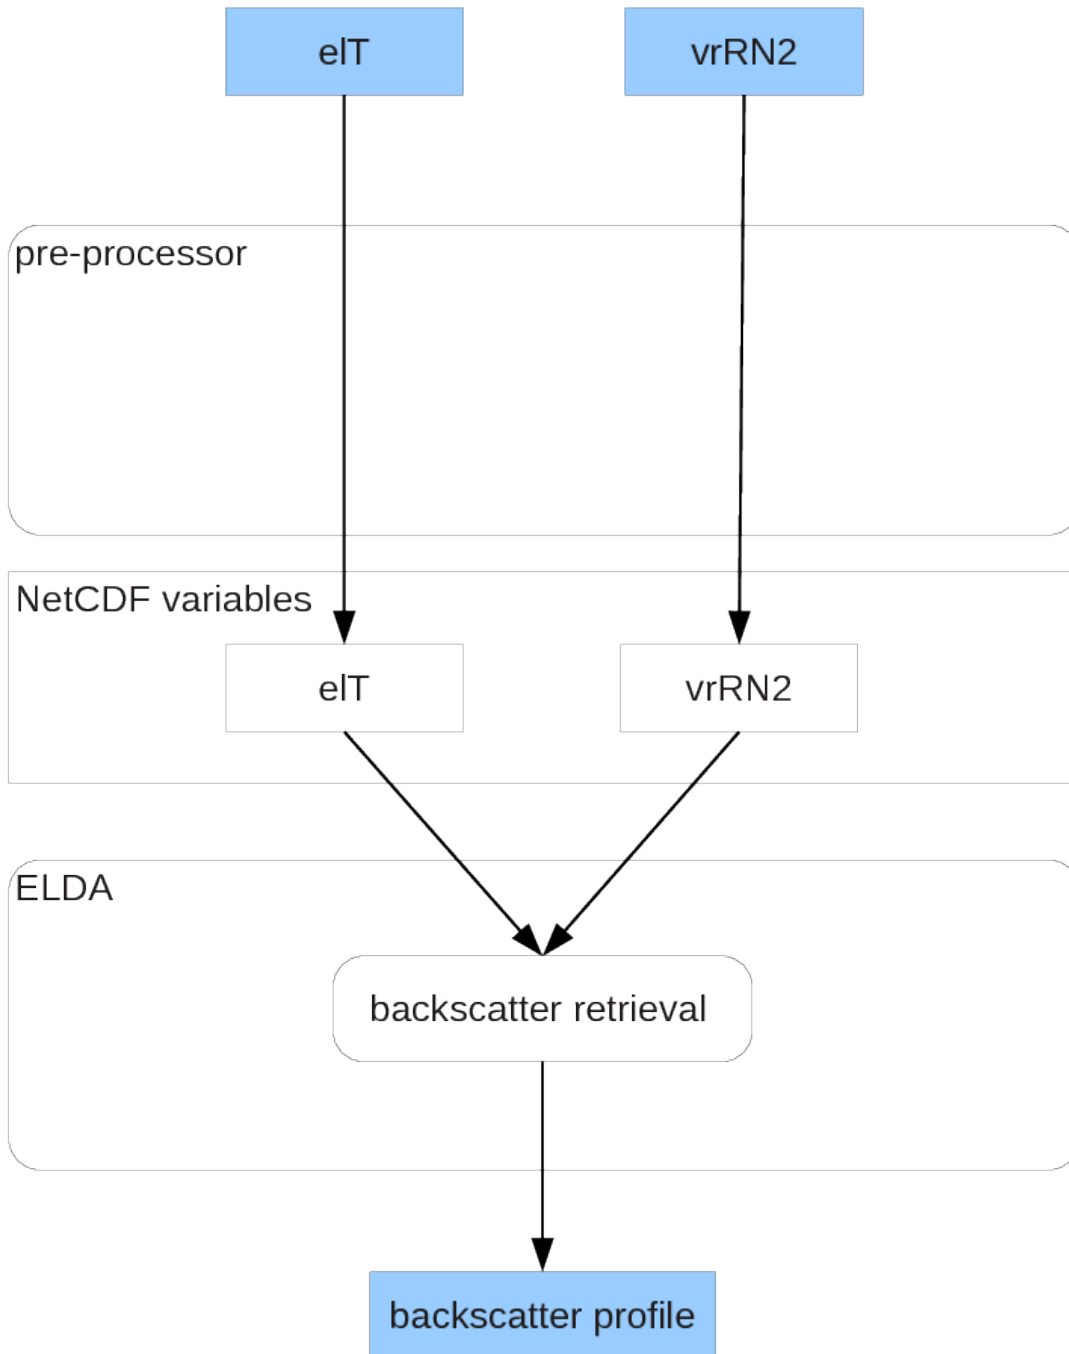 elT
vrRN2
pre-processor
NetCDF variables
elT
vrRN2
ELDA
backscatter retrieval
backscatter profile